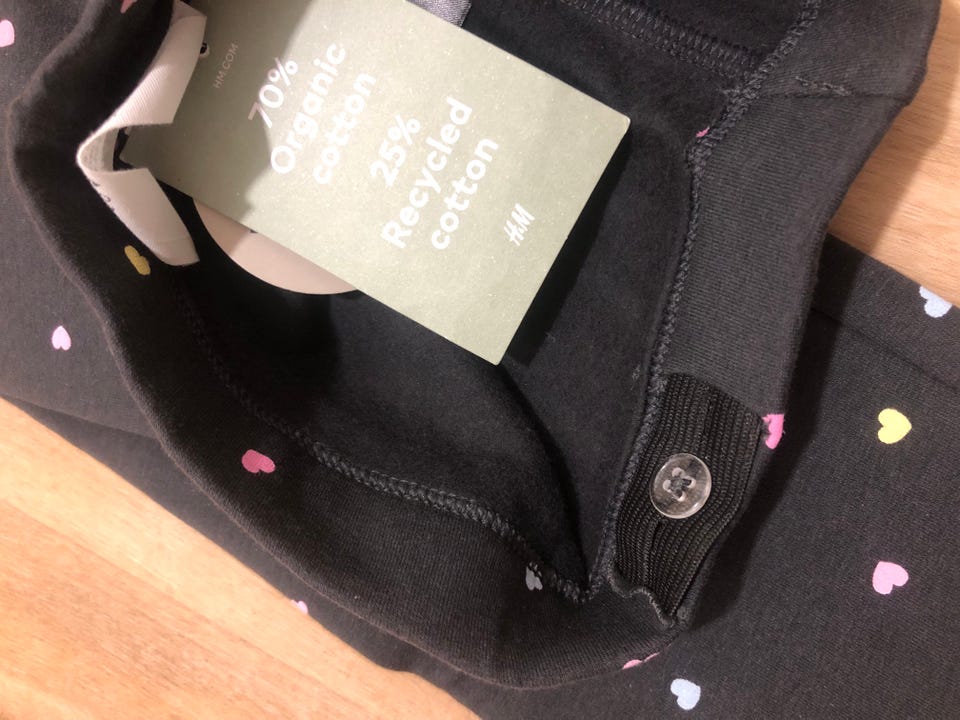 HM.COM
70%
Organic
cotton
25%
Recycled
cotton
H&M